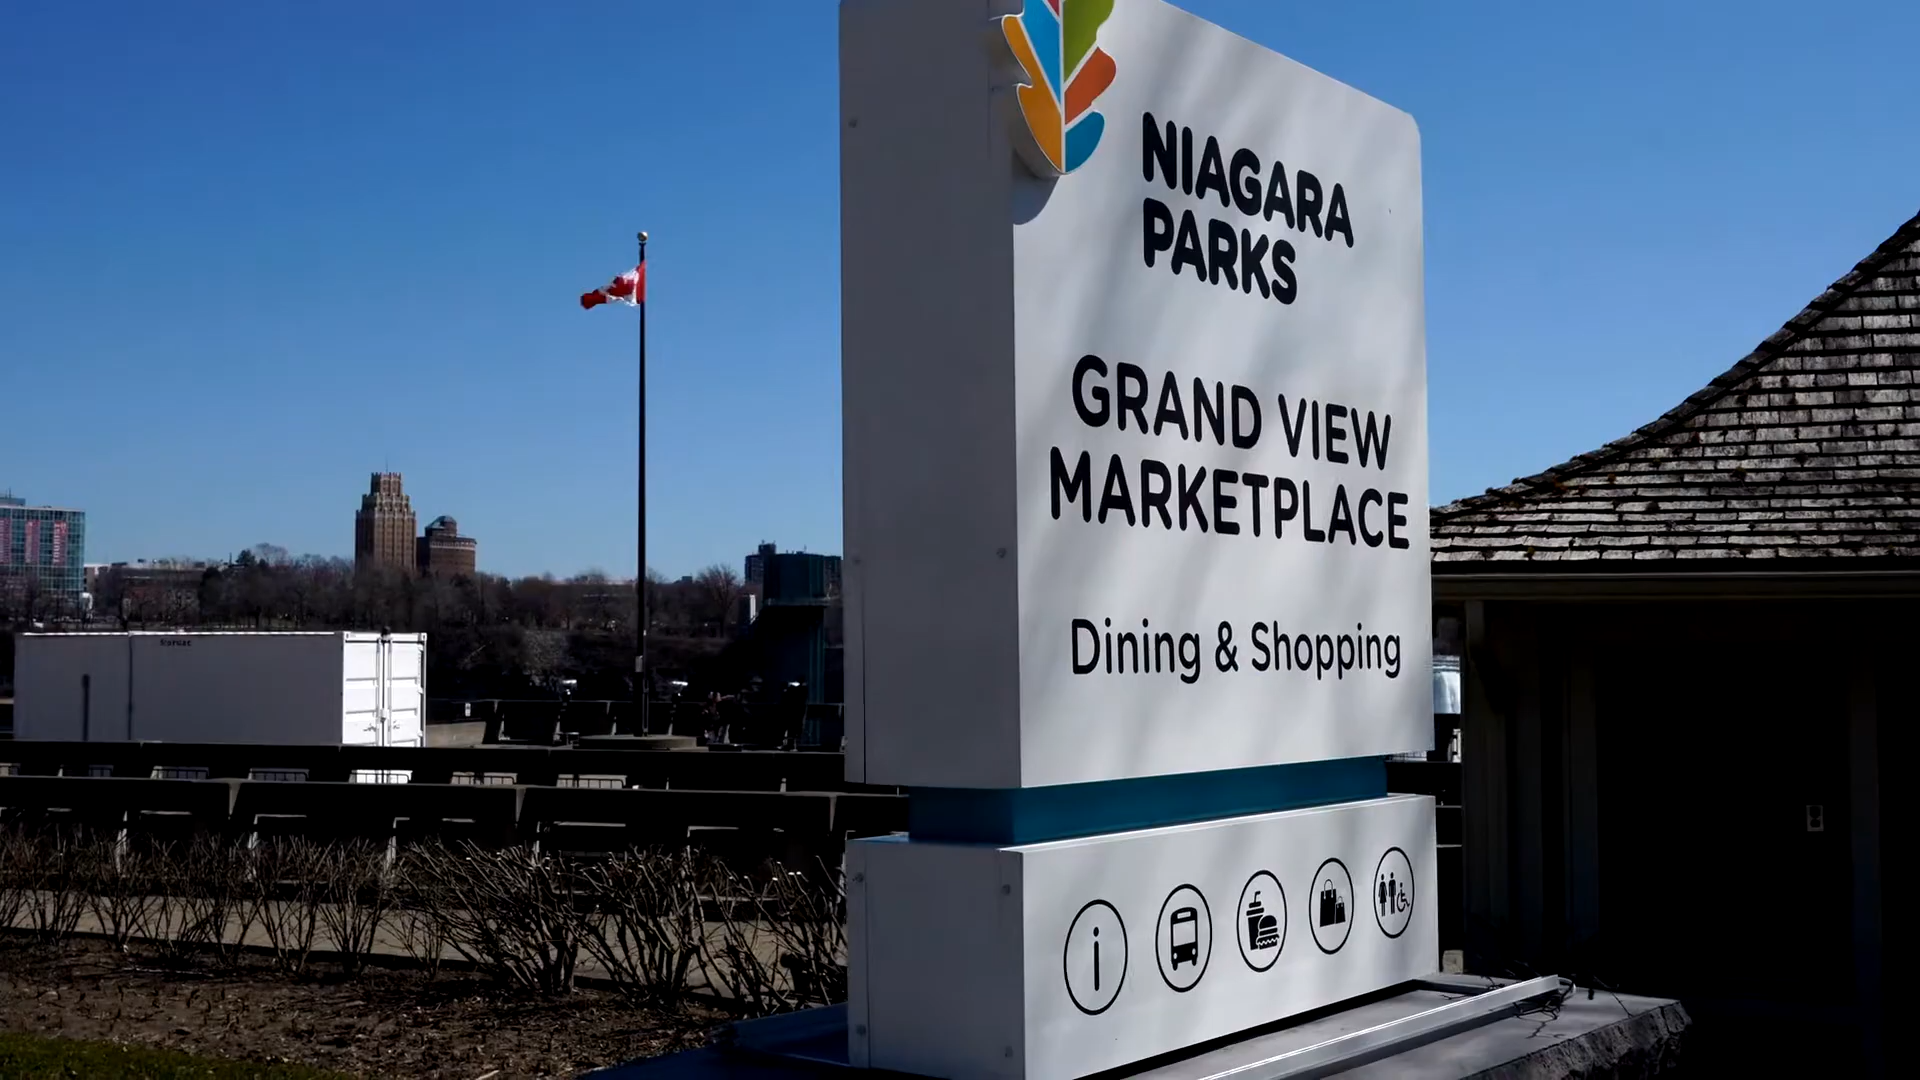 NIAGARA
PARKS
GRAND VIEW
MARKETPLACE
Dining & Shopping
i